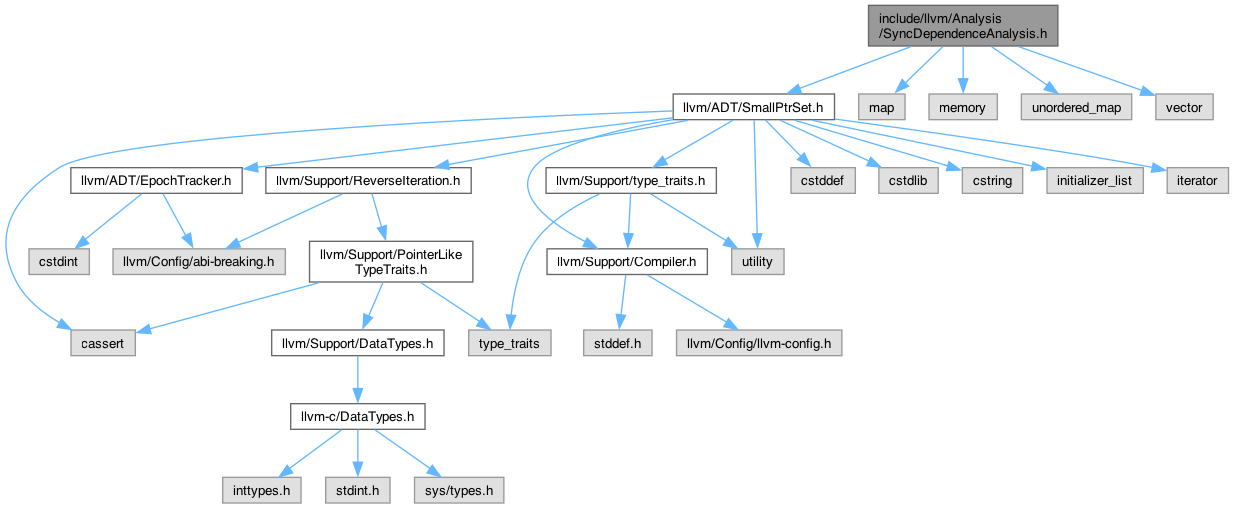 include/llvm/Analysis
/SyncDependenceAnalysis.h
llvm/ADT/SmallPtrSet.h
map
memory
unordered_map
vector
llvm/ADT/EpochTracker.h
llvm/Support/ReverseIteration.h
llvm/Support/type_traits.h
cstddef
cstdlib
cstring
initializer_list
iterator
cstdint
llvm/Config/abi-breaking.h
llvm/Support/PointerLike
TypeTraits.h
llvm/Support/Compiler.h
utility
cassert
llvm/Support/DataTypes.h
type_traits
stddef.h
llvm/Config/llvm-config.h
llvm-c/DataTypes.h
inttypes.h
stdint.h
sys/types.h